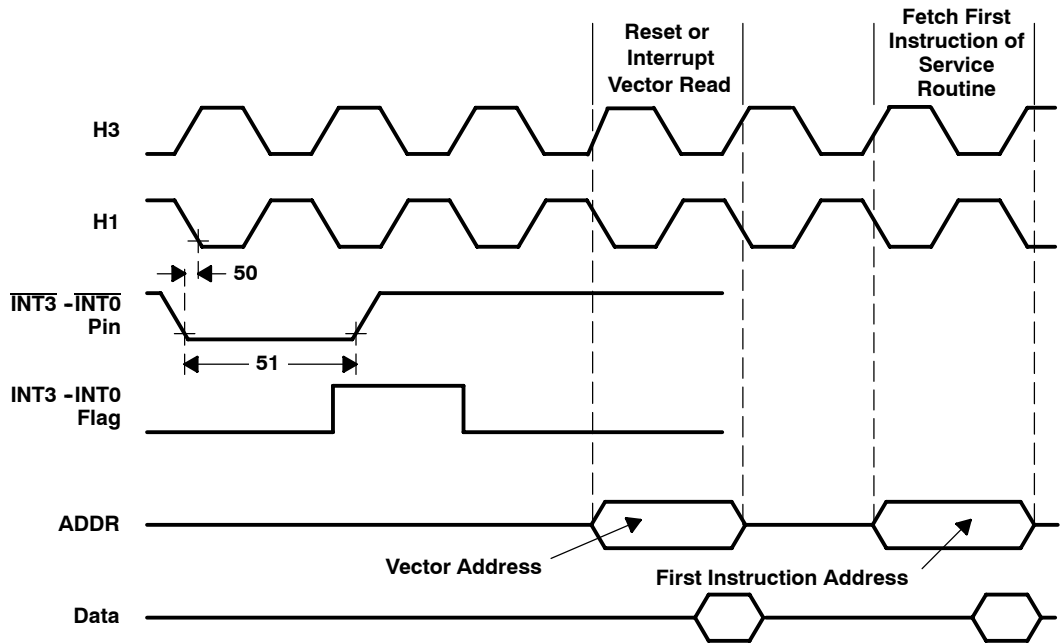 Reset or
Interrupt
Vector Read
Fetch First
Instruction of
Service
Routine
H3
H1
50
INT3 -INT0
Pin
51
INT3 -INT0
Flag
ADDR
Vector Address
First Instruction Address
Data